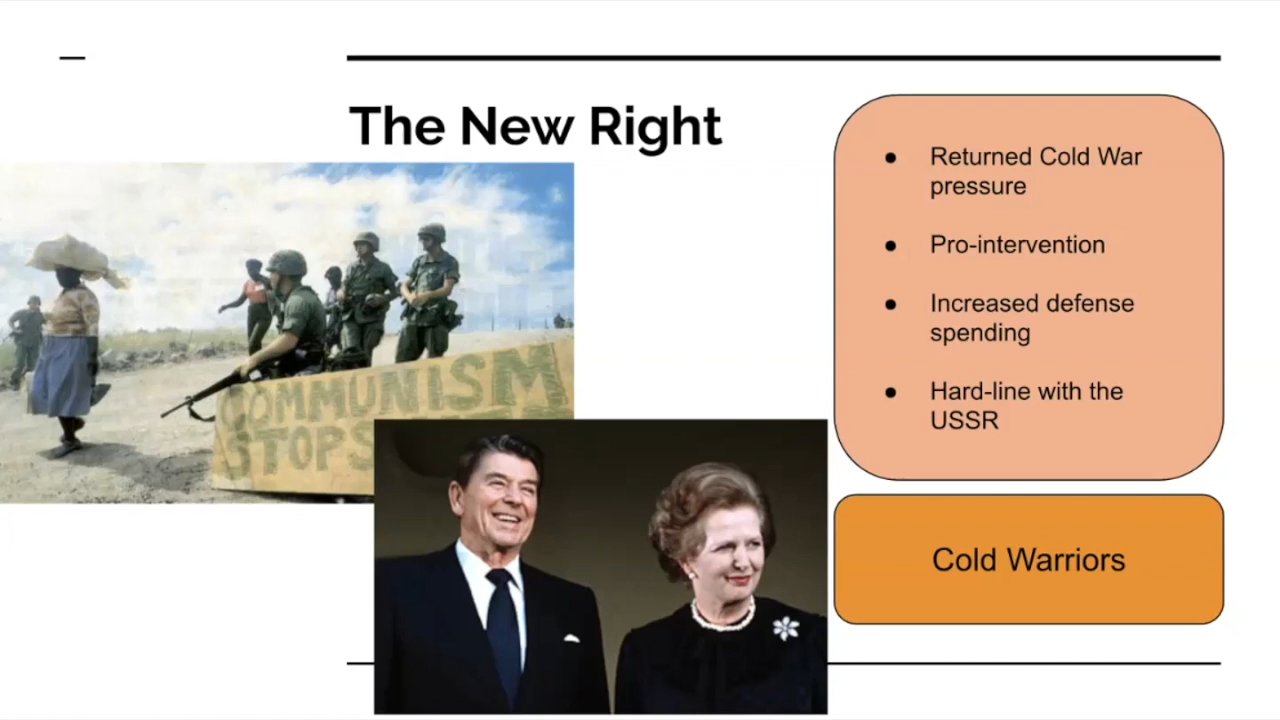 The New Right
COMMUNISM
STOPS
● Returned Cold War
pressure
● Pro-intervention
● Increased defense
spending
● Hard-line with the
USSR
Cold Warriors